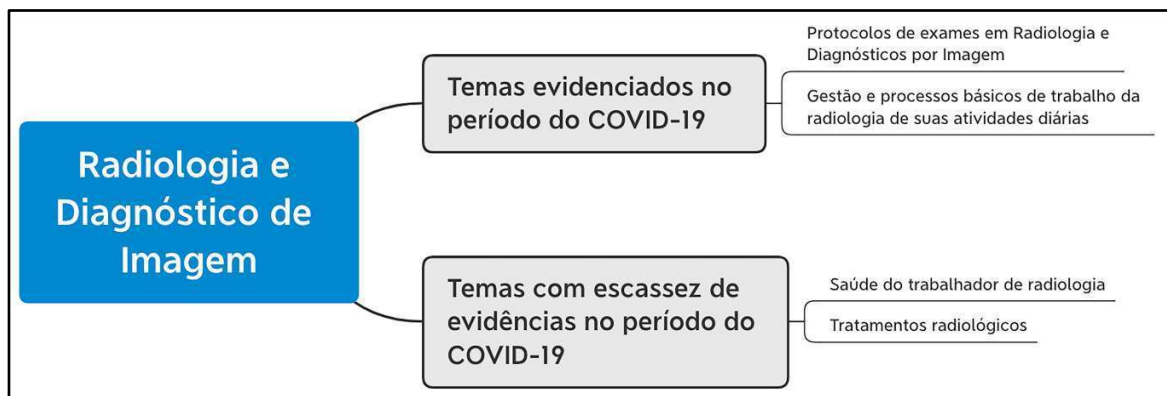 Radiologia e
Diagnóstico de
Imagem
Temas evidenciados no
período do COVID-19
Protocolos de exames em Radiologia e
Diagnósticos por Imagem
Gestão e processos básicos de trabalho da
radiologia de suas atividades diárias
Temas com escassez de
evidências no período do
COVID-19
Saúde do trabalhador de radiologia
Tratamentos radiológicos